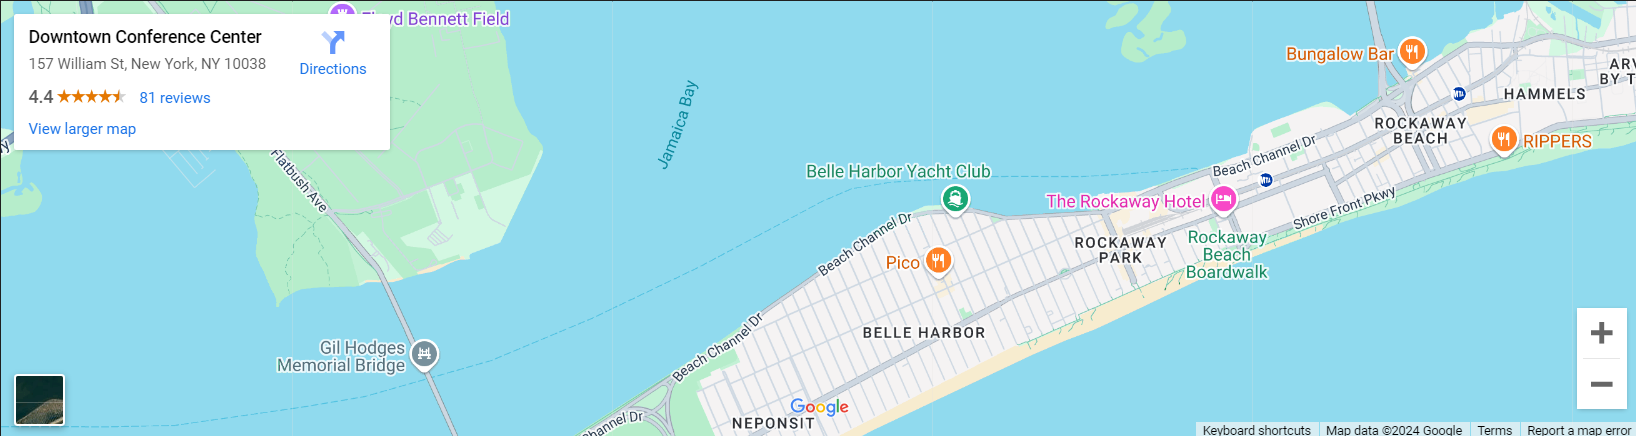 Downtown Conference Center
157 William St, New York, NY 10038
4.4
81 reviews
View larger map
Directions
Floyd Bennett Field
Flatbush Ave
Jamaica Bay
Gil Hodges
Memorial Bridge
Belle Harbor Yacht Club
Beach Channel Dr
Pico
Beach Channel Dr
Channel Dr
BELLE HARBOR
NEPONSIT
Google
The Rockaway Hotel
ROCKAWAY
PARK
Rockaway
Beach
Boardwalk
Beach Channel Dr
Shore Front Pkwy
Bungalow Bar
ROCKAWAY
BEACH
HAMMELS
ARV
BY T
RIPPERS
Keyboard shortcuts
Map data ©2024 Google
Terms
Report a map error